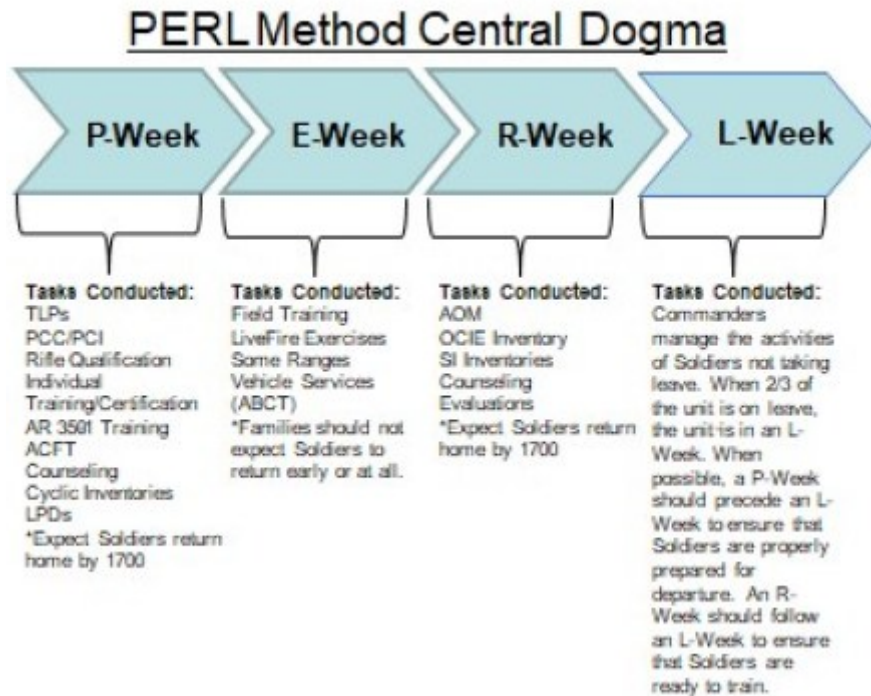 PERL Method Central Dogma
P-Week
E-Week
R-Week
L-Week
Tasks Conducted:
TLPs
PCC/PCI
Rifle Qualification
Individual
Training/Certification
AR 3501 Training
ACFT
Counseling
Cyclic Inventories
LPDs
*Expect Soldiers return
home by 1700
Tasks Conducted:
Field Training
LiveFire Exercises
Some Ranges
Vehicle Services
(ABCT)
*Families should not
expect Soldiers to
return early or at all.
Tasks Conducted:
AOM
OCIE Inventory
SI Inventories
Counseling
Evaluations
*Expect Soldiers return
home by 1700
Tasks Conducted:
Commanders
manage the activities
of Soldiers not taking
leave. When 2/3 of
the unit is on leave,
the unit is in an L-
Week. When
possible, a P-Week
should precede an L-
Week to ensure that
Soldiers are properly
prepared for
departure. An R-
Week should follow
an L-Week to ensure
that Soldiers are
ready to train.